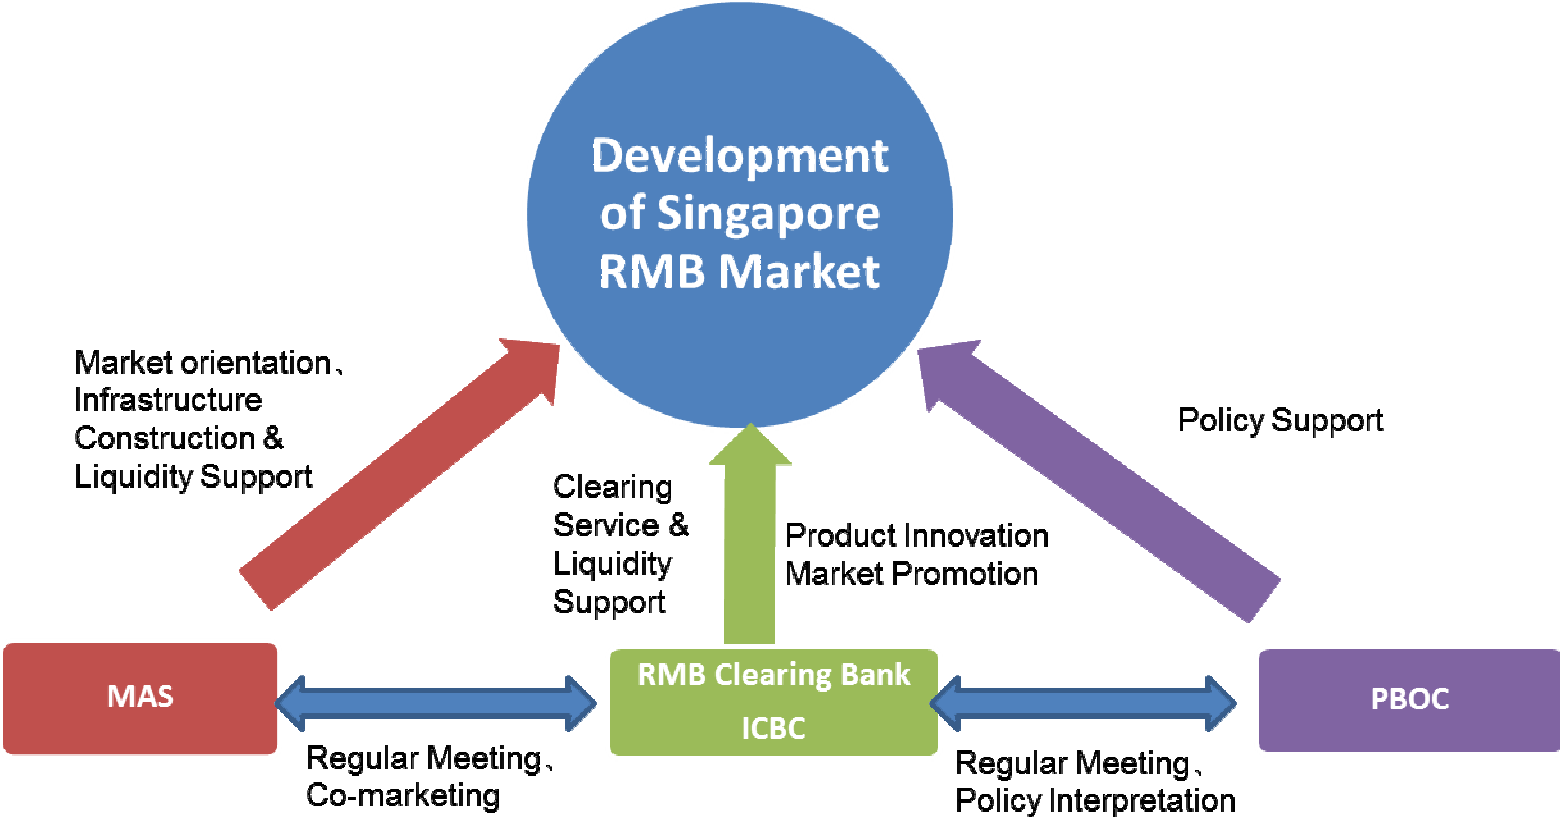 Development
of Singapore
RMB Market
Market orientation、
Infrastructure
Construction &
Liquidity Support
Clearing
Service &
Liquidity
Support
Product Innovation
Market Promotion
Policy Support
MAS
RMB Clearing Bank
ICBC
PBOC
Regular Meeting、
Co-marketing
Regular Meeting、
Policy Interpretation